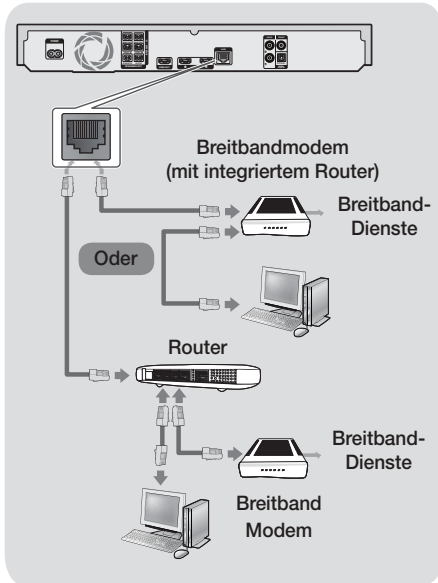 Breitbandmodem
(mit integriertem Router)
Breitband-
Dienste
Oder
Router
Breitband-
Dienste
Breitband
Modem